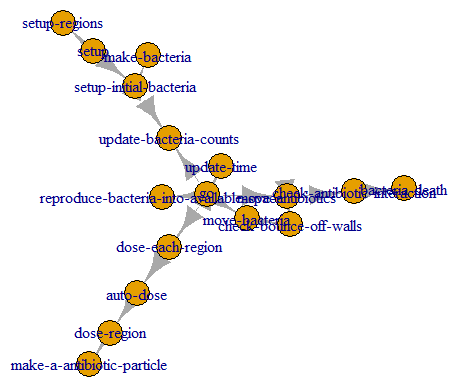 setup-regions
setup
make-bacteria
setup-initial-bacteria
update-bacteria-counts
update-time
go
reproduce-bacteria-into-available-space
move-antibiotics
check-antibiotic-interaction
bacteria-death
move-bacteria
check-bounce-off-walls
dose-each-region
auto-dose
dose-region
make-a-antibiotic-particle